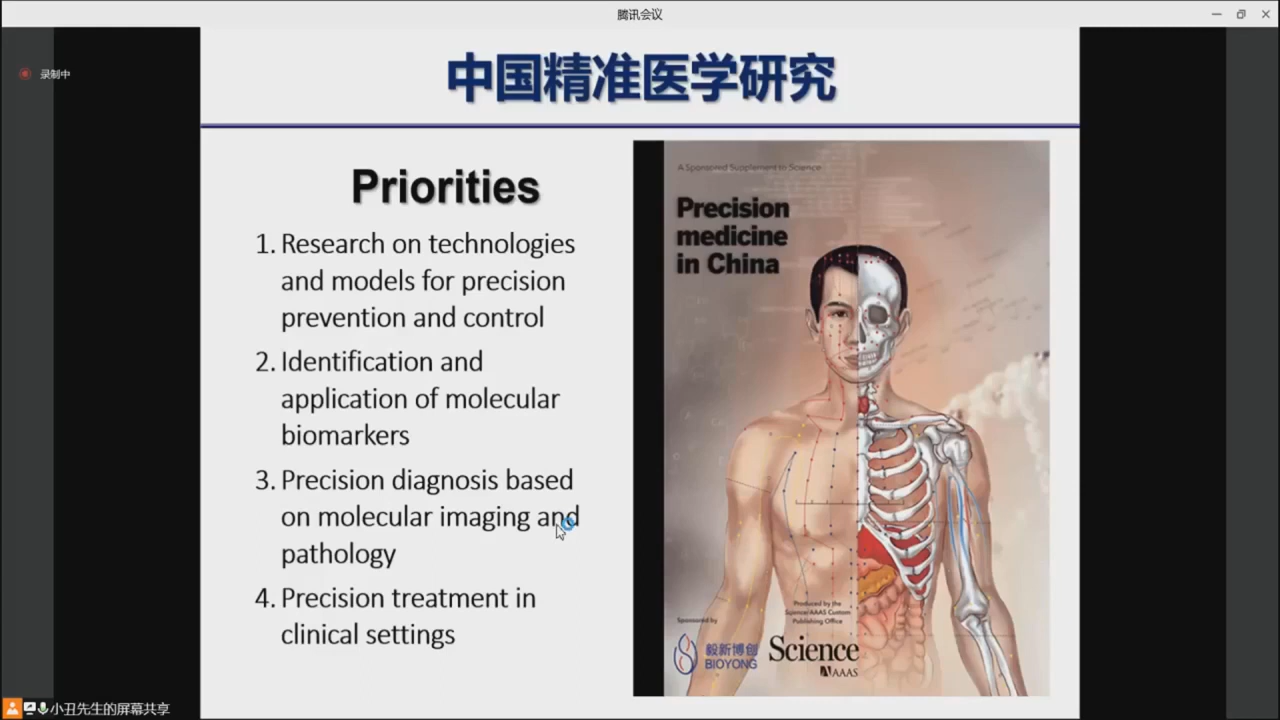 腾讯会议
录制中
中国精准医学研究
Priorities
1. Research on technologies
and models for precision
prevention and control
2. Identification and
application of molecular
biomarkers
3. Precision diagnosis based
on molecular imaging and
pathology
4. Precision treatment in
clinical settings
A Sponsored Supplement to Science
Precision
medicine
in China
Produced by the
Science/AAAS Custom
Publishing Office
Sponsored by
毅新博创
BIOYONG
Science
AAAS
小丑先生的屏幕共享